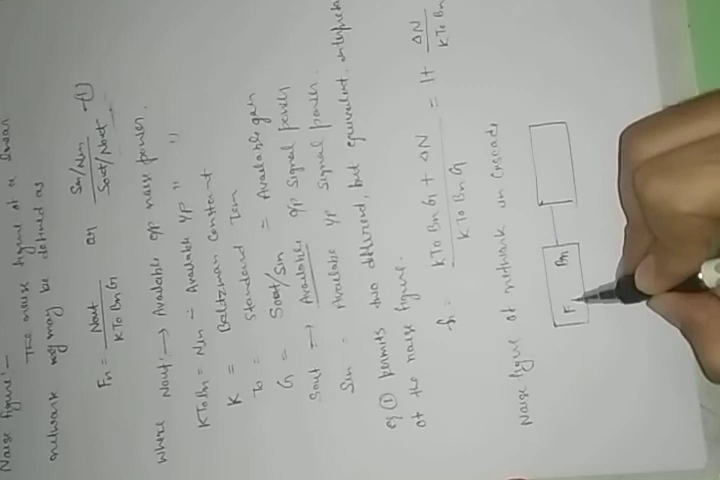 Noise figure :-
The noise figure of a linear
network may be defined as
Fn = Nout / KToBnG or Sin/Nin / Sout/Nout - (1)
Where Nout → Available o/p noise power.
KToBn = Nin = Available i/p " "
K = Boltzman Constant
To = Standard Tem
G = Sout/Sin = Available gain
Sout → Available o/p signal power
Sin = Available i/p signal power.
eq (1) permits two different, but equivalent interpreta
of the noise figure.
Fn = KToBnG + ΔN / KToBnG = 1 + ΔN / KToBn
Noise figure of network in Cascade
F
Bn